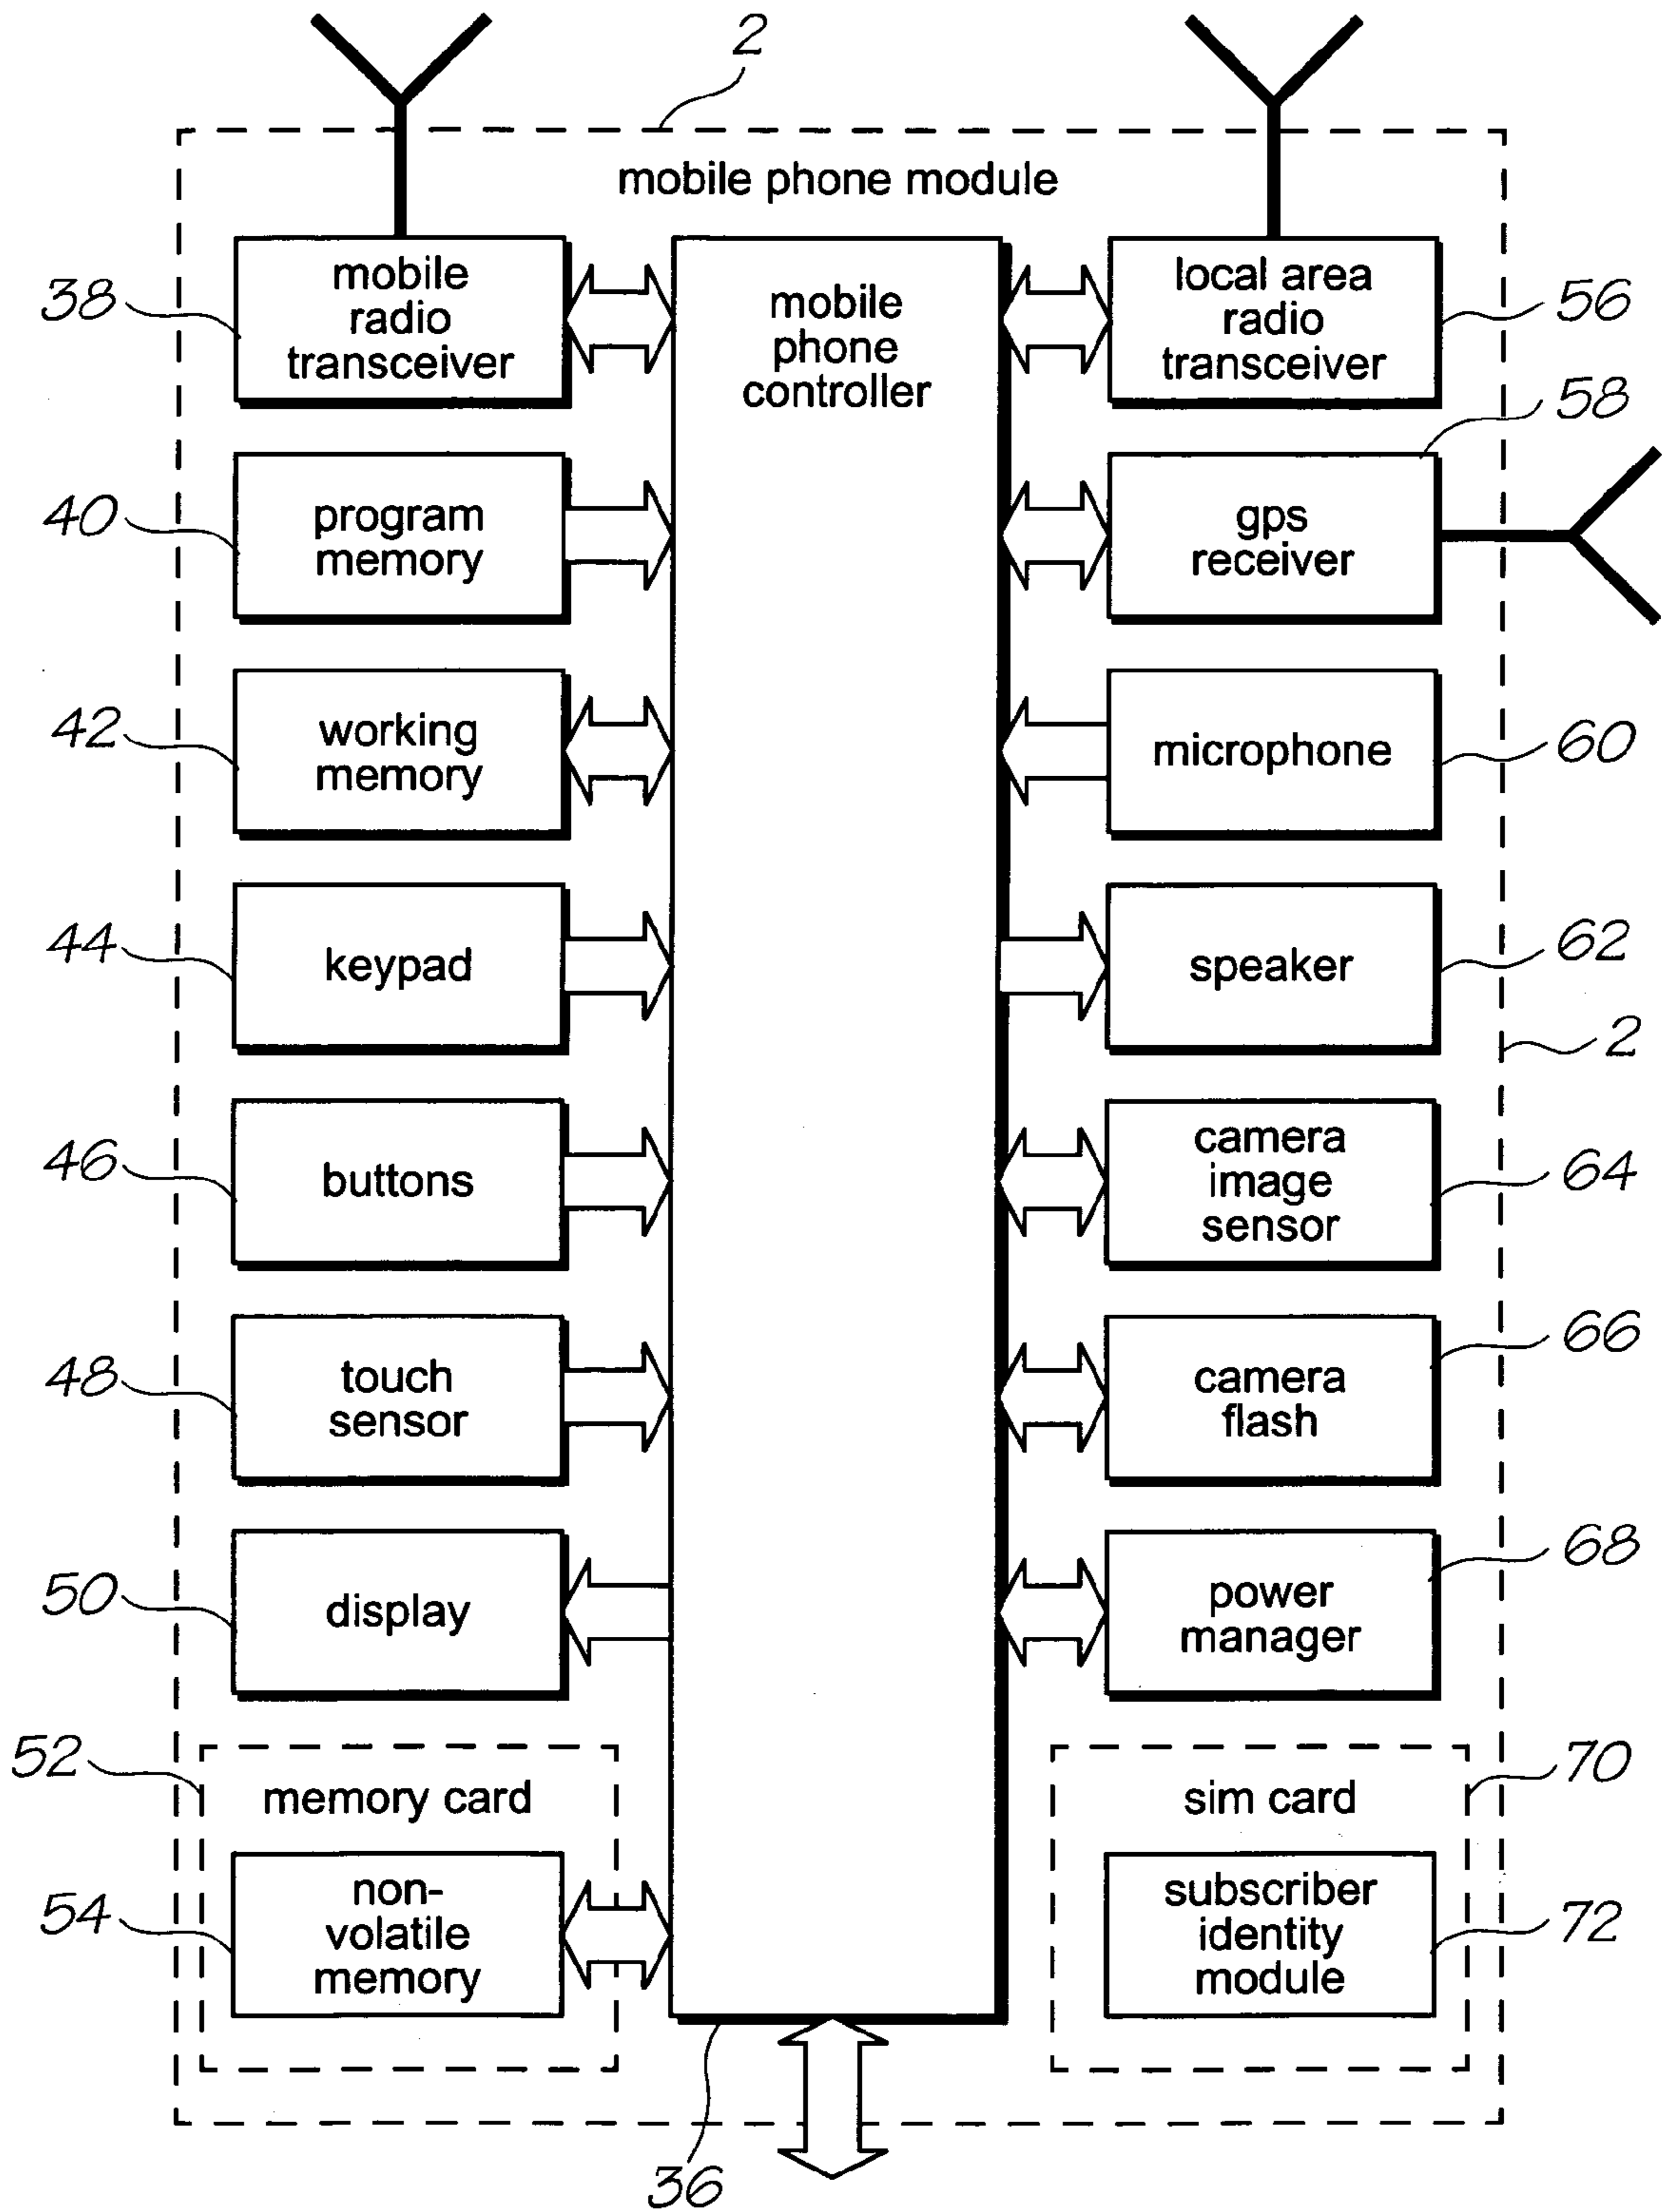 2
mobile phone module
38
mobile
radio
transceiver
mobile
phone
controller
local area
radio
transceiver
56
58
40
program
memory
gps
receiver
42
working
memory
microphone
60
44
keypad
speaker
62
2
46
buttons
camera
image
sensor
64
48
touch
sensor
camera
flash
66
50
display
power
manager
68
52
memory card
sim card
70
54
non-
volatile
memory
subscriber
identity
module
72
36